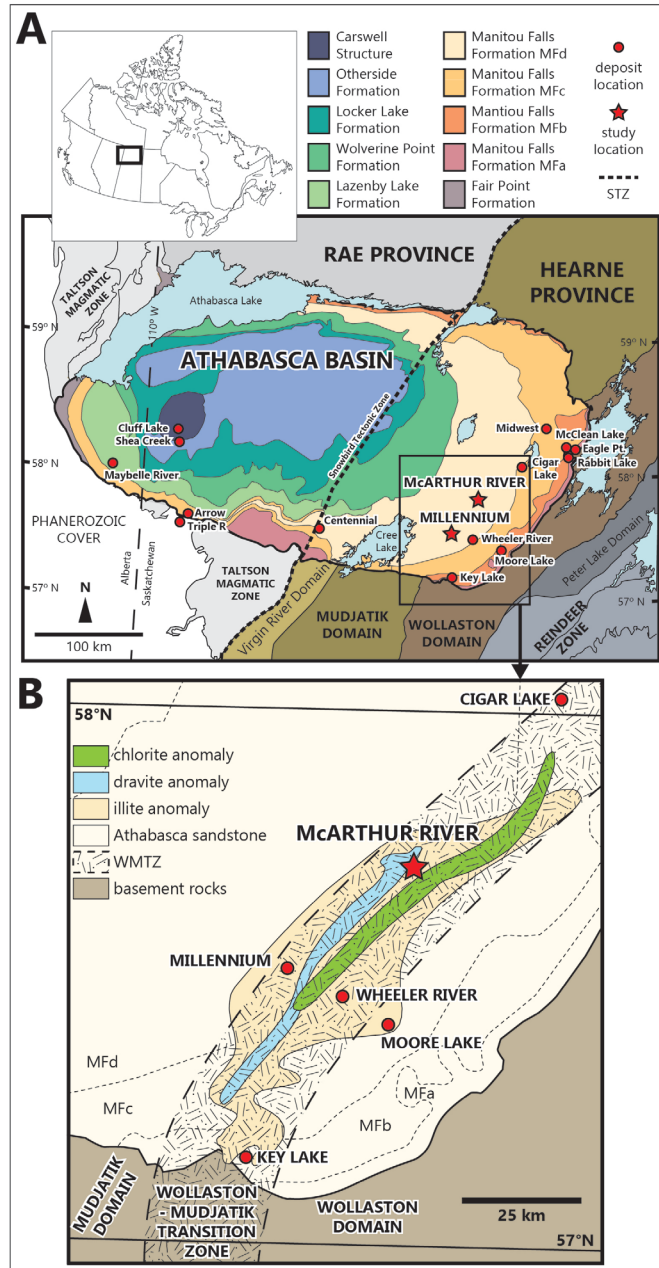 A
Carswell
Structure
Otherside
Formation
Locker Lake
Formation
Wolverine Point
Formation
Lazenby Lake
Formation
Manitou Falls
Formation MFd
Manitou Falls
Formation MFc
Mantiou Falls
Formation MFb
Manitou Falls
Formation MFa
Fair Point
Formation
deposit
location
study
location
STZ
RAE PROVINCE
HEARNE
PROVINCE
TALTSON
MAGMATIC
ZONE
110° W
Athabasca Lake
59° N
59° N
ATHABASCA BASIN
Snowbird Tectonic Zone
Cluff Lake
Shea Creek
Midwest
McClean Lake
Eagle Pt.
Rabbit Lake
Cigar
Lake
58° N
58° N
Maybelle River
McARTHUR RIVER
MILLENNIUM
Arrow
Triple R
Centennial
Cree
Lake
Wheeler River
Moore Lake
Key Lake
PHANEROZOIC
COVER
Alberta
Saskatchewan
TALTSON
MAGMATIC
ZONE
Virgin River Domain
MUDJATIK
DOMAIN
WOLLASTON
DOMAIN
Peter Lake Domain
REINDEER
ZONE
57° N
57° N
N
100 km
B
58°N
CIGAR LAKE
chlorite anomaly
dravite anomaly
illite anomaly
Athabasca sandstone
WMTZ
basement rocks
McARTHUR RIVER
MILLENNIUM
WHEELER RIVER
MOORE LAKE
MFd
MFc
MFa
MFb
KEY LAKE
MUDJATIK
DOMAIN
WOLLASTON
- MUDJATIK
TRANSITION
ZONE
WOLLASTON
DOMAIN
25 km
57°N